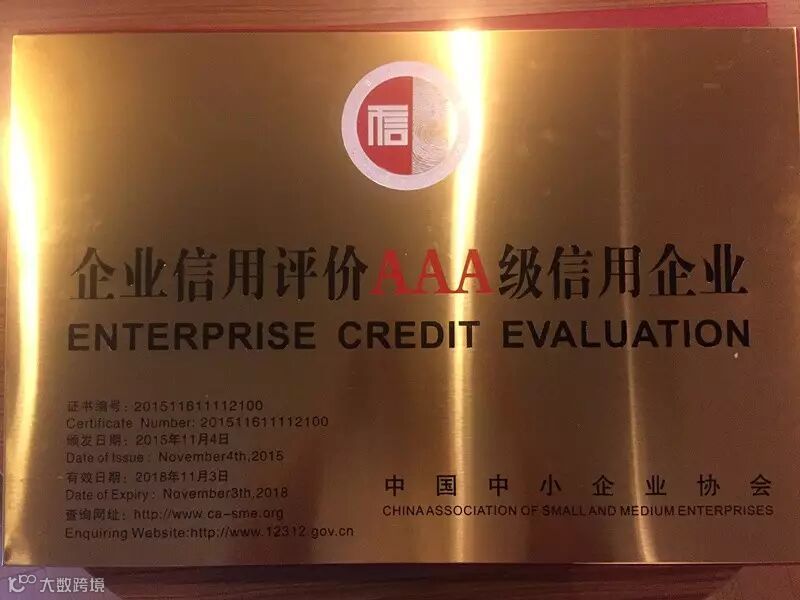 信
企业信用评价AAA级信用企业
ENTERPRISE CREDIT EVALUATION
证书编号: 201511611112100
Certificate Number: 201511611112100
颁发日期: 2015年11月4日
Date of Issue: November4th,2015
有效日期: 2018年11月3日
Date of Expiry: November3th,2018
查询网址: http://www.ca-sme.org
Enquiring Website:http://www.12312.gov.cn
中国中小企业协会
CHINA ASSOCIATION OF SMALL AND MEDIUM ENTERPRISES
大数跨境